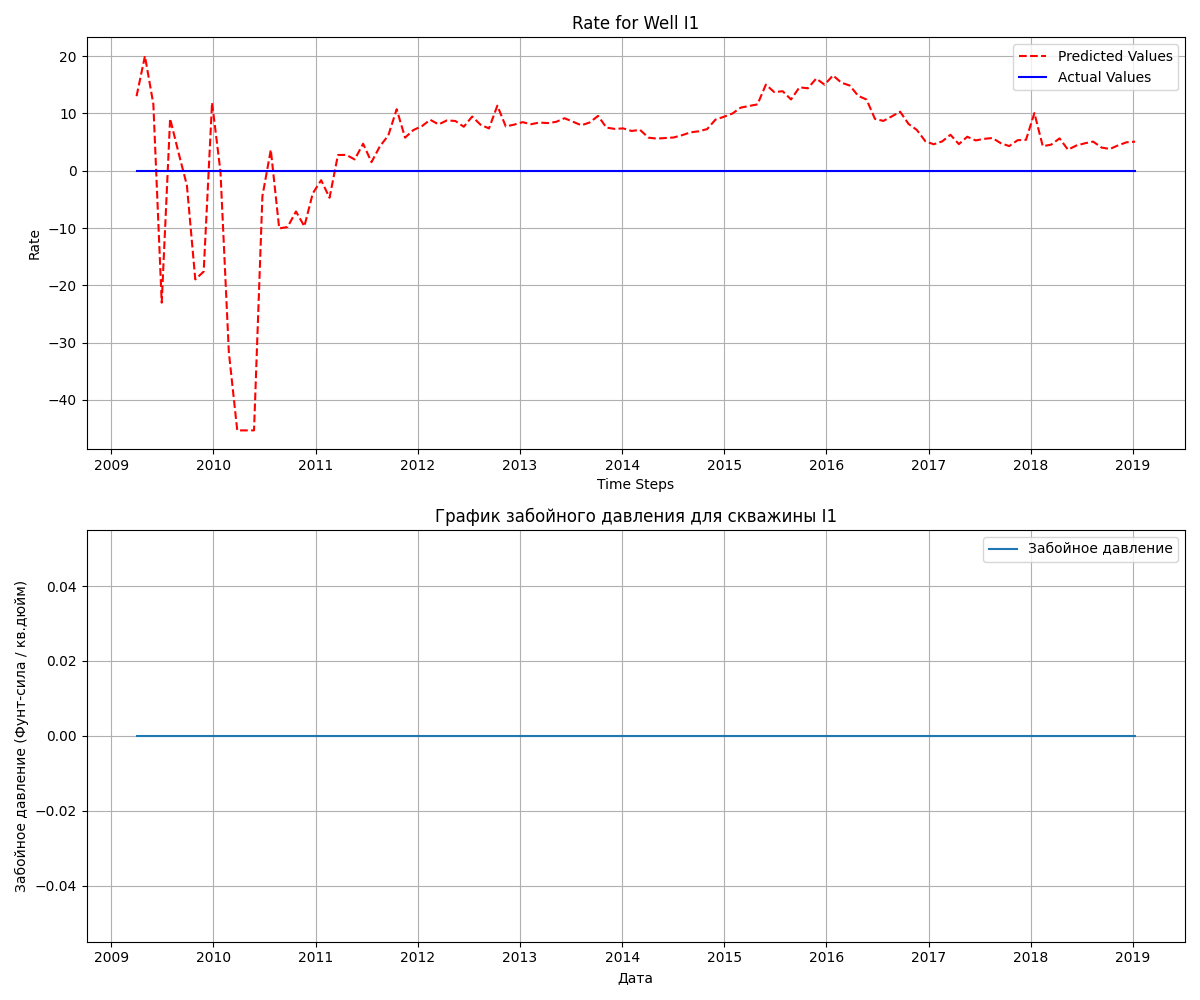 Rate for Well I1
Predicted Values
Actual Values
Rate
20
10
0
−10
−20
−30
−40
2009 2010 2011 2012 2013 2014 2015 2016 2017 2018 2019
Time Steps
График забойного давления для скважины I1
Забойное давление
Забойное давление (Фунт-сила / кв.дюйм)
0.04
0.02
0.00
−0.02
−0.04
2009 2010 2011 2012 2013 2014 2015 2016 2017 2018 2019
Дата